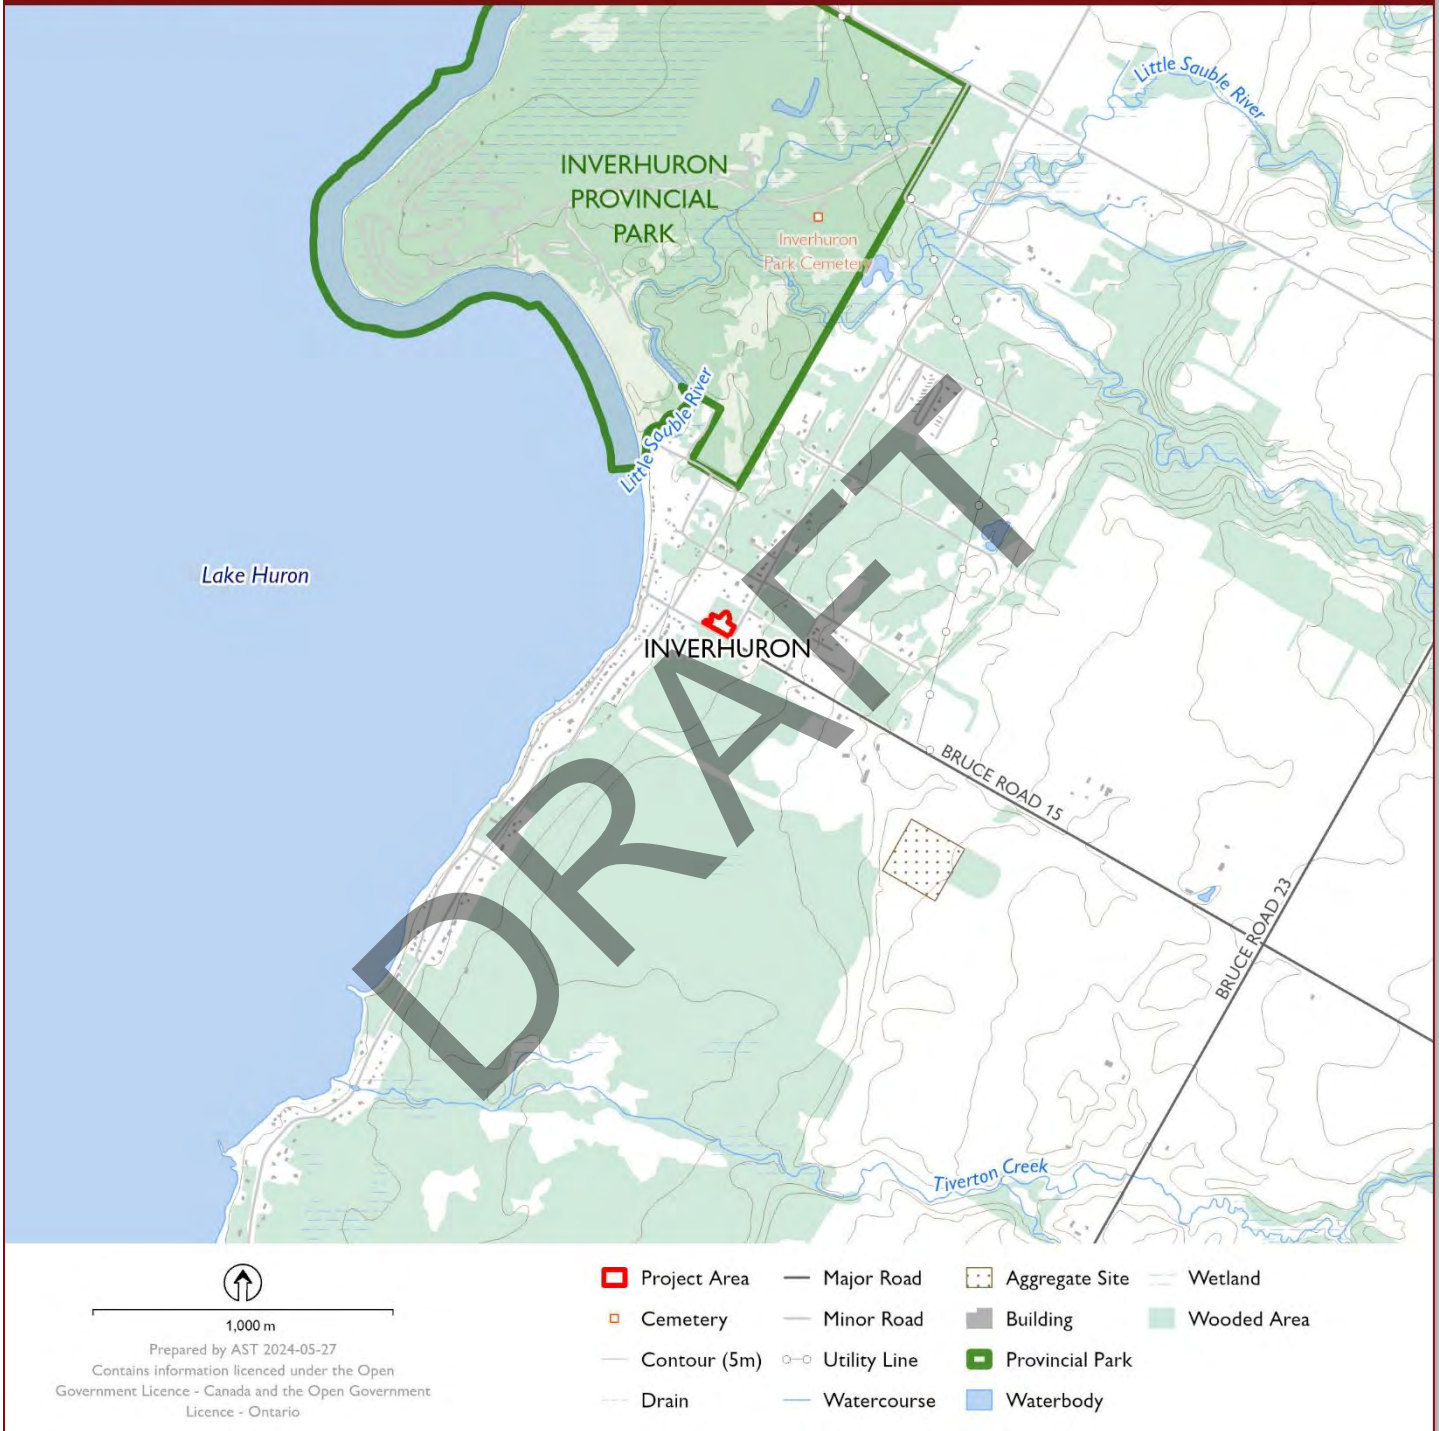 Little Sauble River
INVERHURON
PROVINCIAL
PARK
Inverhuron
Park Cemetery
Little Sauble River
Lake Huron
INVERHURON
DRAFT
BRUCE ROAD 15
BRUCE ROAD 23
Tiverton Creek
1,000 m
Prepared by AST 2024-05-27
Contains information licenced under the Open
Government Licence - Canada and the Open Government
Licence - Ontario
Project Area
Cemetery
Contour (5m)
Drain
Major Road
Minor Road
Utility Line
Watercourse
Aggregate Site
Building
Provincial Park
Waterbody
Wetland
Wooded Area